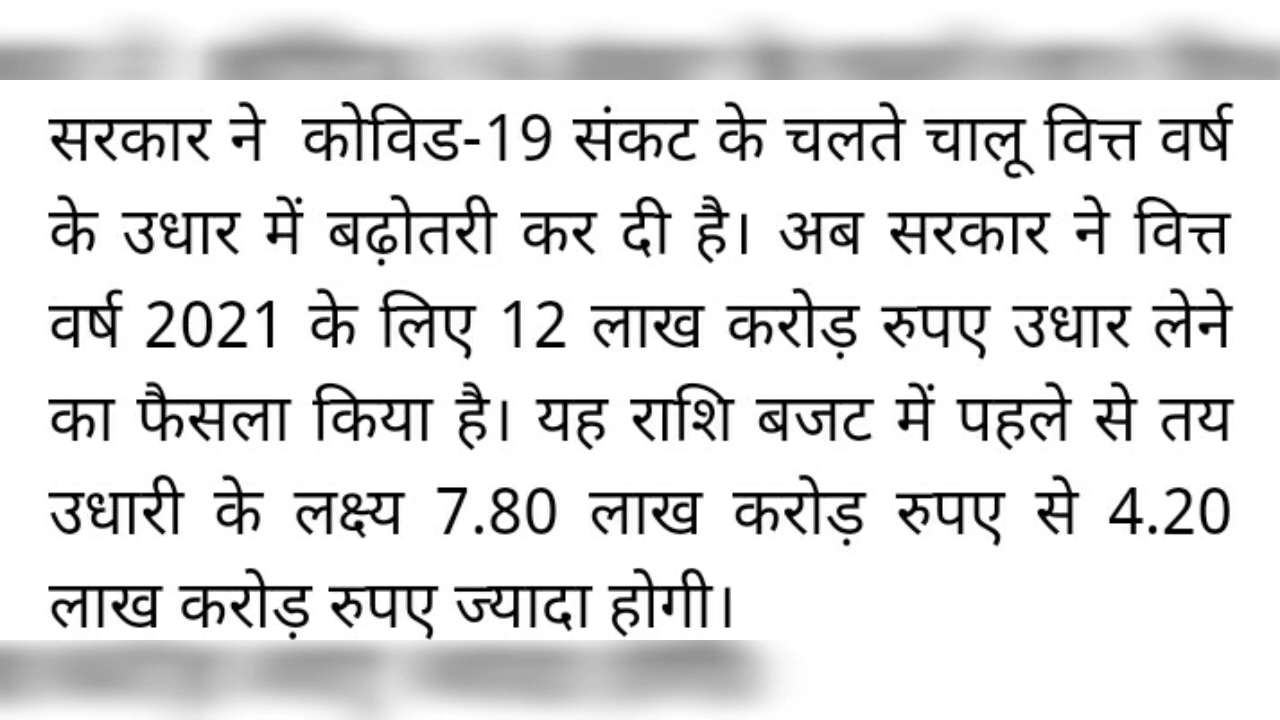 सरकार ने कोविड-19 संकट के चलते चालू वित्त वर्ष
के उधार में बढ़ोतरी कर दी है। अब सरकार ने वित्त
वर्ष 2021 के लिए 12 लाख करोड़ रुपए उधार लेने
का फैसला किया है। यह राशि बजट में पहले से तय
उधारी के लक्ष्य 7.80 लाख करोड़ रुपए से 4.20
लाख करोड़ रुपए ज्यादा होगी।